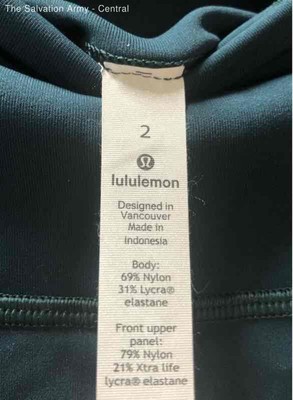 The Salvation Army - Central
2
lululemon
Designed in
Vancouver
Made in
Indonesia
Body:
69% Nylon
31% Lycra®
elastane
Front upper
panel:
79% Nylon
21% Xtra life
lycra® elastane